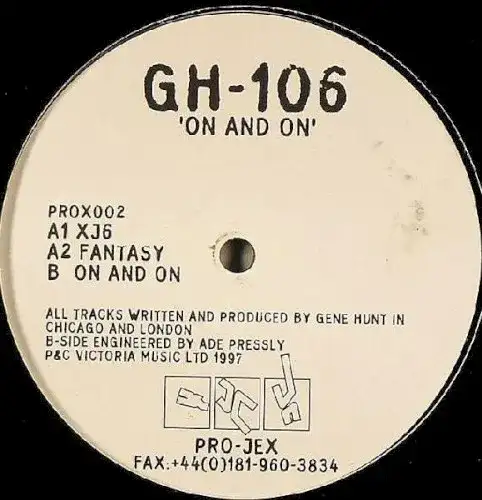 GH-106
'ON AND ON'
PROX002
A1 XJ6
A2 FANTASY
B ON AND ON
ALL TRACKS WRITTEN AND PRODUCED BY GENE HUNT IN
CHICAGO AND LONDON
B-SIDE ENGINEERED BY ADE PRESSLY
P&C VICTORIA MUSIC LTD 1997
PRO-JEX
FAX:+44(0)181-960-3834